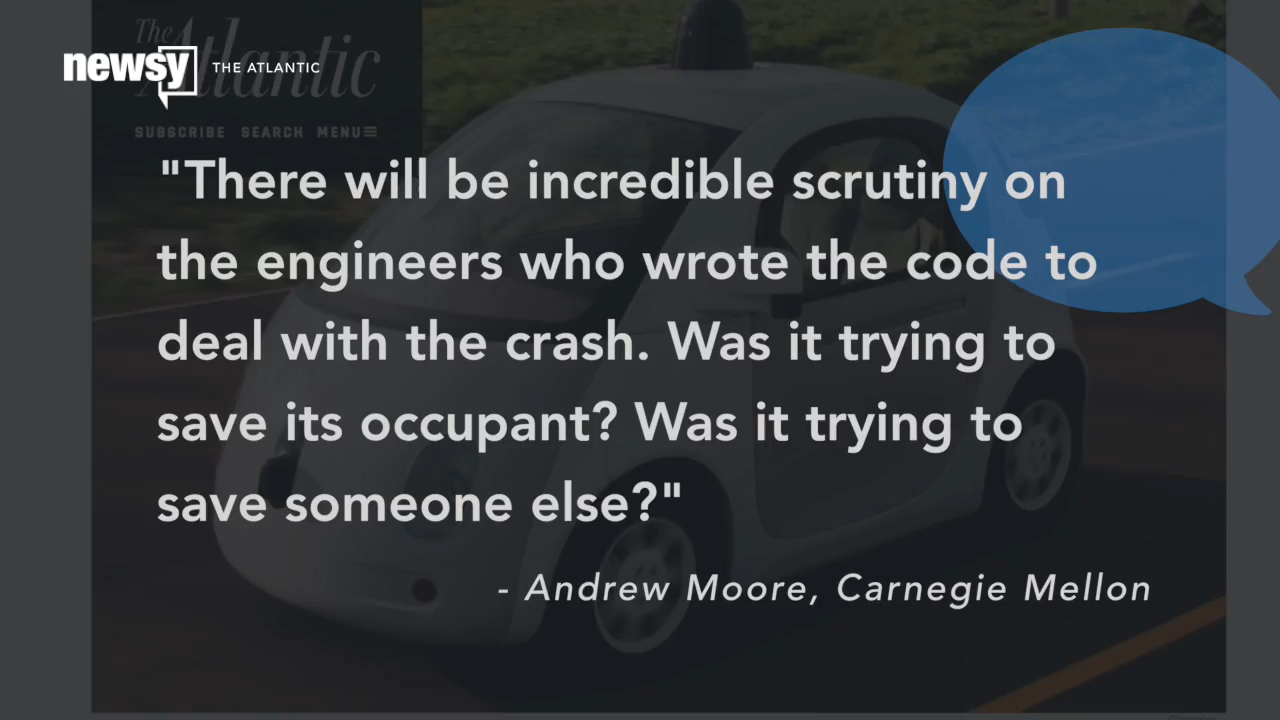 The
Atlantic
newsy THE ATLANTIC
SUBSCRIBE SEARCH MENU
"There will be incredible scrutiny on
the engineers who wrote the code to
deal with the crash. Was it trying to
save its occupant? Was it trying to
save someone else?"
- Andrew Moore, Carnegie Mellon